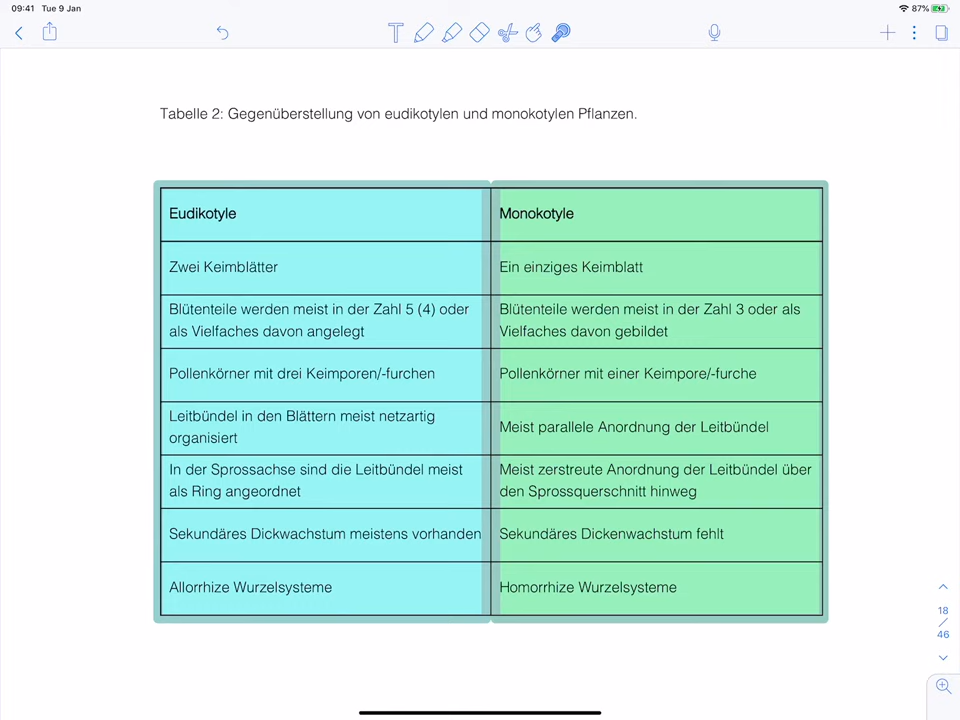 09:41 Tue 9 Jan
87%
Tabelle 2: Gegenüberstellung von eudikotylen und monokotylen Pflanzen.
Eudikotyle
Monokotyle
Zwei Keimblätter
Ein einziges Keimblatt
Blütenteile werden meist in der Zahl 5 (4) oder
als Vielfaches davon angelegt
Blütenteile werden meist in der Zahl 3 oder als
Vielfaches davon gebildet
Pollenkörner mit drei Keimporen/-furchen
Pollenkörner mit einer Keimpore/-furche
Leitbündel in den Blättern meist netzartig
organisiert
Meist parallele Anordnung der Leitbündel
In der Sprossachse sind die Leitbündel meist
als Ring angeordnet
Meist zerstreute Anordnung der Leitbündel über
den Sprossquerschnitt hinweg
Sekundäres Dickwachstum meistens vorhanden
Sekundäres Dickenwachstum fehlt
Allorrhize Wurzelsysteme
Homorrhize Wurzelsysteme
18
/
46